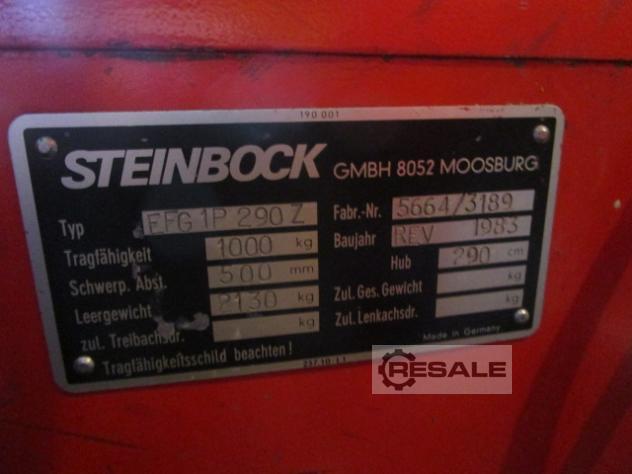 190 001
STEINBOCK GMBH 8052 MOOSBURG
Typ EFG 1P 290 Z
Tragfähigkeit 1000 kg
Schwerp. Abst. 500 mm
Leergewicht 2130 kg
zul. Treibachsdr. kg
Tragfähigkeitsschild beachten!
Fabr.-Nr. 5664/3189
Baujahr REV 1983
Hub 290 cm
Zul. Ges. Gewicht kg
Zul. Lenkachsdr. kg
Made in Germany
RESALE